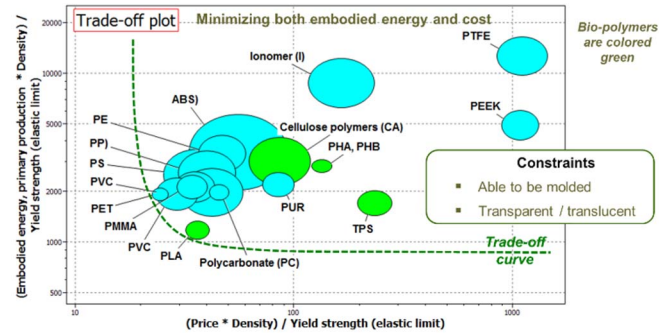 Trade-off plot
Minimizing both embodied energy and cost
Bio-polymers
are colored
green
(Embodied energy, primary production * Density) /
Yield strength (elastic limit)
20000
10000
5000
2000
1000
500
PTFE
Ionomer (I)
ABS)
PEEK
PE
Cellulose polymers (CA)
PP)
PHA, PHB
PS
PVC
PET
PMMA
PVC
PLA
Polycarbonate (PC)
PUR
TPS
Constraints
▪ Able to be molded
▪ Transparent / translucent
Trade-off
curve
10
100
1000
(Price * Density) / Yield strength (elastic limit)